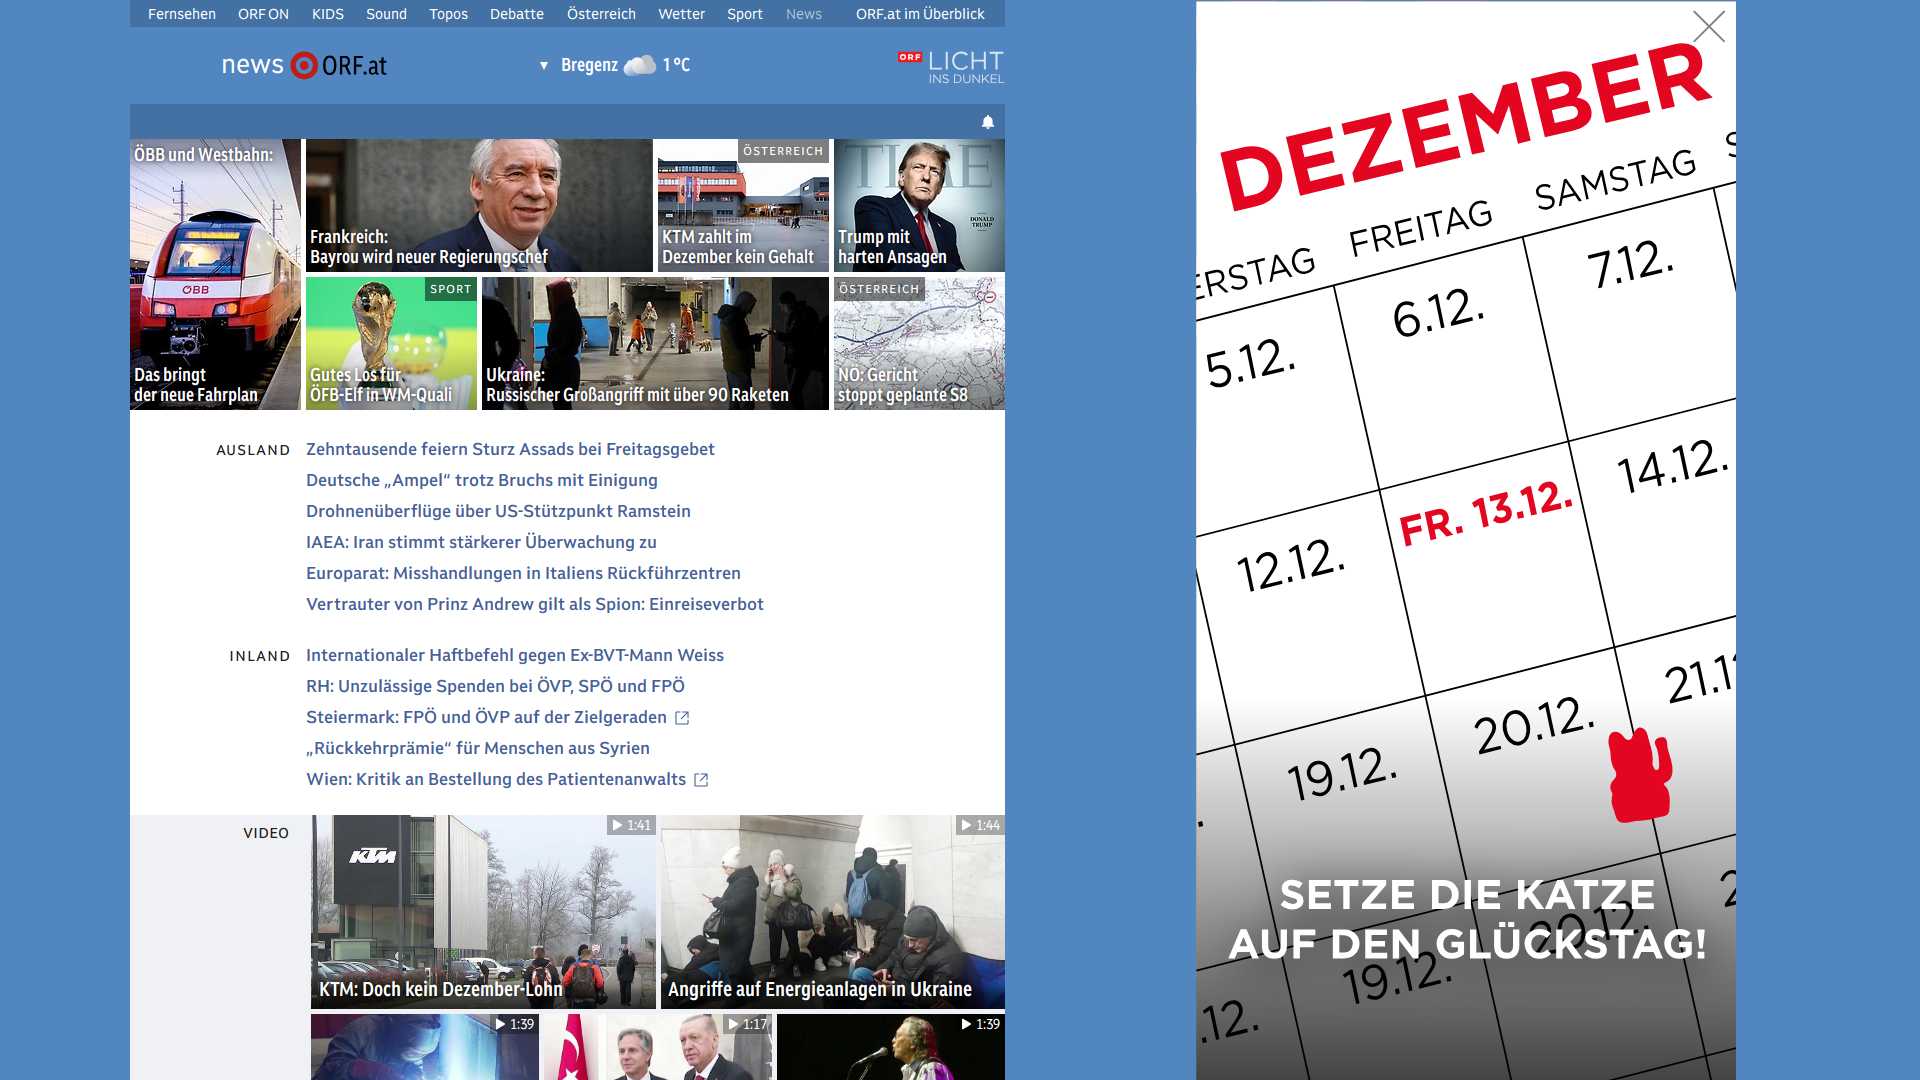 Fernsehen ORF ON KIDS Sound Topos Debatte Österreich Wetter Sport News ORF.at im Überblick
news ORF.at
Bregenz 1 °C
ORF LICHT
INS DUNKEL
ÖBB und Westbahn:
ÖBB
Das bringt
der neue Fahrplan
Frankreich:
Bayrou wird neuer Regierungschef
ÖSTERREICH
KTM zahlt im
Dezember kein Gehalt
TIME
DONALD
TRUMP
Trump mit
harten Ansagen
SPORT
Gutes Los für
ÖFB-Elf in WM-Quali
Ukraine:
Russischer Großangriff mit über 90 Raketen
ÖSTERREICH
NÖ: Gericht
stoppt geplante S8
AUSLAND
Zehntausende feiern Sturz Assads bei Freitagsgebet
Deutsche „Ampel“ trotz Bruchs mit Einigung
Drohnenüberflüge über US-Stützpunkt Ramstein
IAEA: Iran stimmt stärkerer Überwachung zu
Europarat: Misshandlungen in Italiens Rückführzentren
Vertrauter von Prinz Andrew gilt als Spion: Einreiseverbot
INLAND
Internationaler Haftbefehl gegen Ex-BVT-Mann Weiss
RH: Unzulässige Spenden bei ÖVP, SPÖ und FPÖ
Steiermark: FPÖ und ÖVP auf der Zielgeraden
„Rückkehrprämie“ für Menschen aus Syrien
Wien: Kritik an Bestellung des Patientenanwalts
VIDEO
1:41
KTM
KTM: Doch kein Dezember-Lohn
1:44
Angriffe auf Energieanlagen in Ukraine
1:39
1:17
1:39
DEZEMBER
ERSTAG FREITAG SAMSTAG S
5.12. 6.12. 7.12.
12.12. FR. 13.12. 14.12.
19.12. 20.12. 21.1
SETZE DIE KATZE
AUF DEN GLÜCKSTAG!
.12. 19.12. 20.12. 2